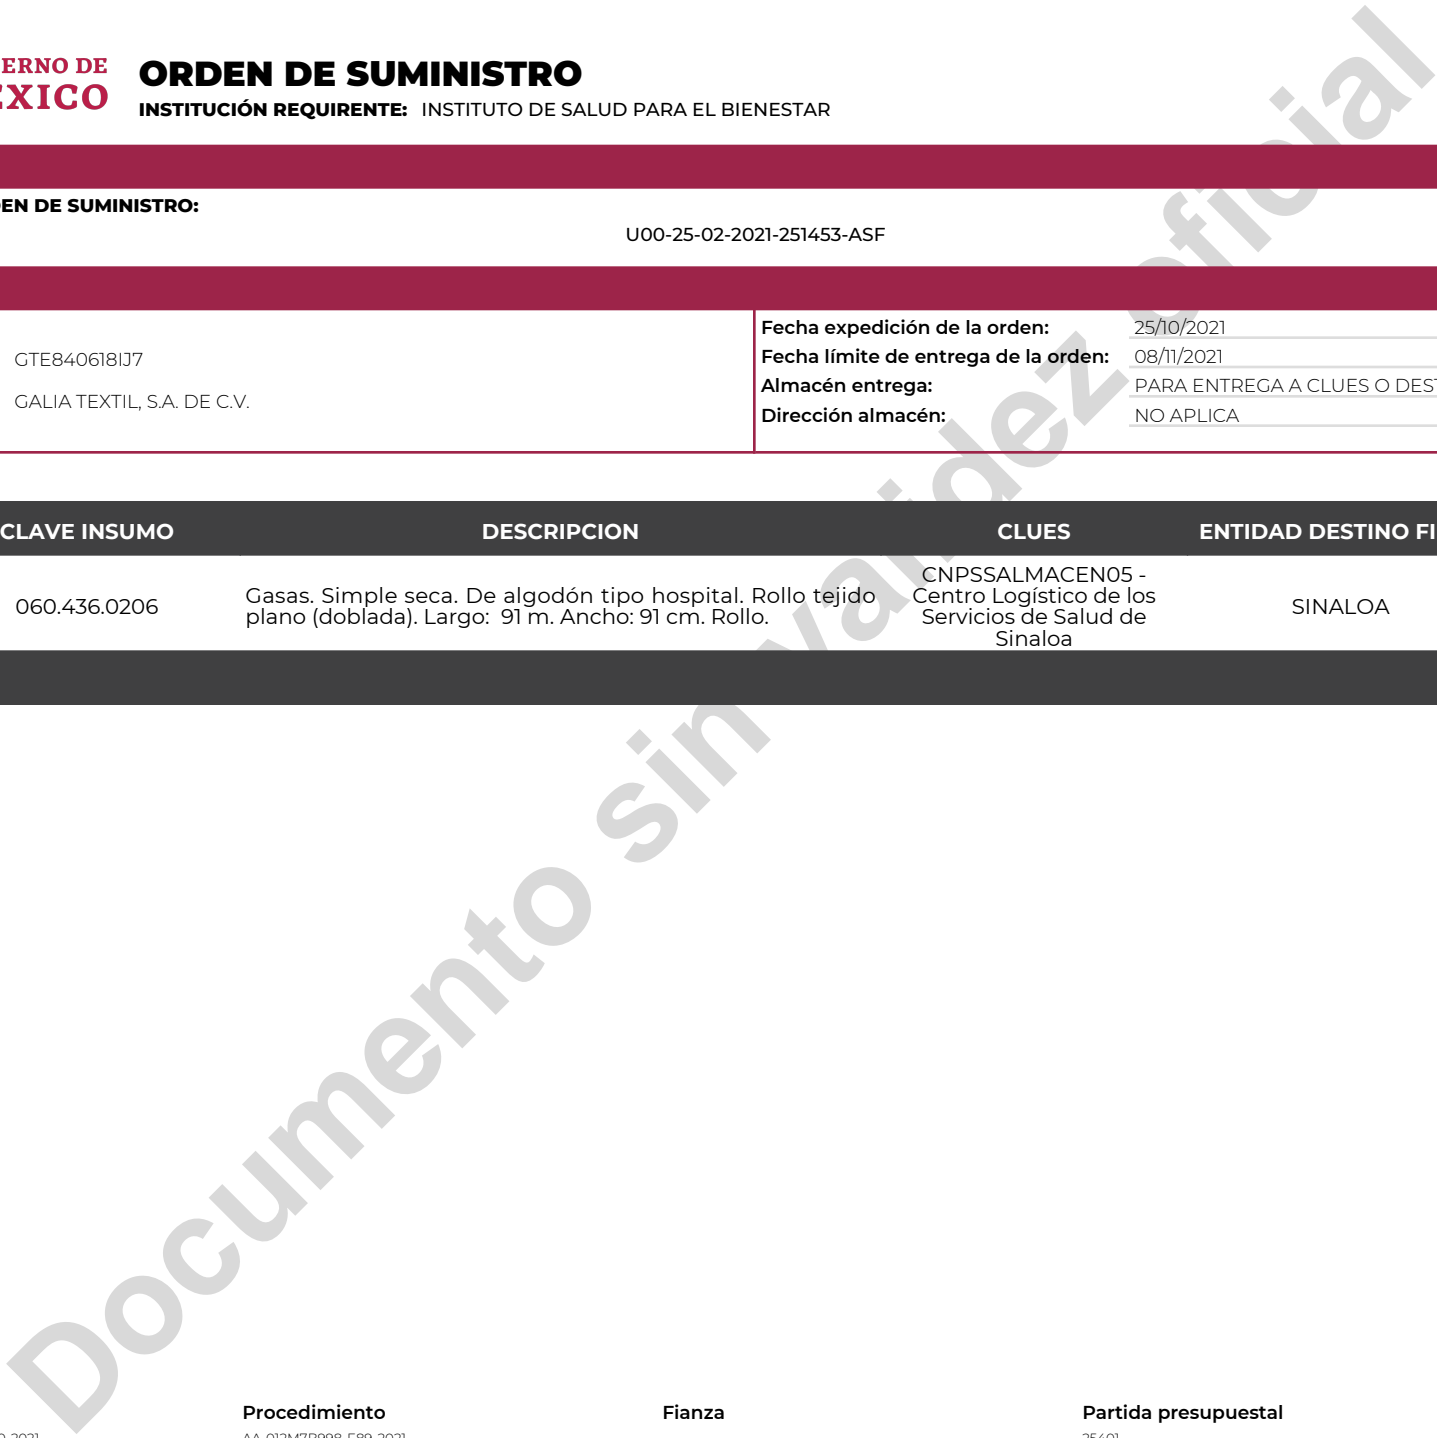 ERNO DE
EXICO
ORDEN DE SUMINISTRO
INSTITUCIÓN REQUIRENTE: INSTITUTO DE SALUD PARA EL BIENESTAR
EN DE SUMINISTRO:
U00-25-02-2021-251453-ASF
GTE840618IJ7
GALIA TEXTIL, S.A. DE C.V.
Fecha expedición de la orden: 25/10/2021
Fecha límite de entrega de la orden: 08/11/2021
Almacén entrega: PARA ENTREGA A CLUES O DEST
Dirección almacén: NO APLICA
CLAVE INSUMO DESCRIPCION CLUES ENTIDAD DESTINO FI
060.436.0206
Gasas. Simple seca. De algodón tipo hospital. Rollo tejido
plano (doblada). Largo: 91 m. Ancho: 91 cm. Rollo.
CNPSSALMACEN05 -
Centro Logístico de los
Servicios de Salud de
Sinaloa
SINALOA
Documento sin validez oficial
Procedimiento Fianza Partida presupuestal